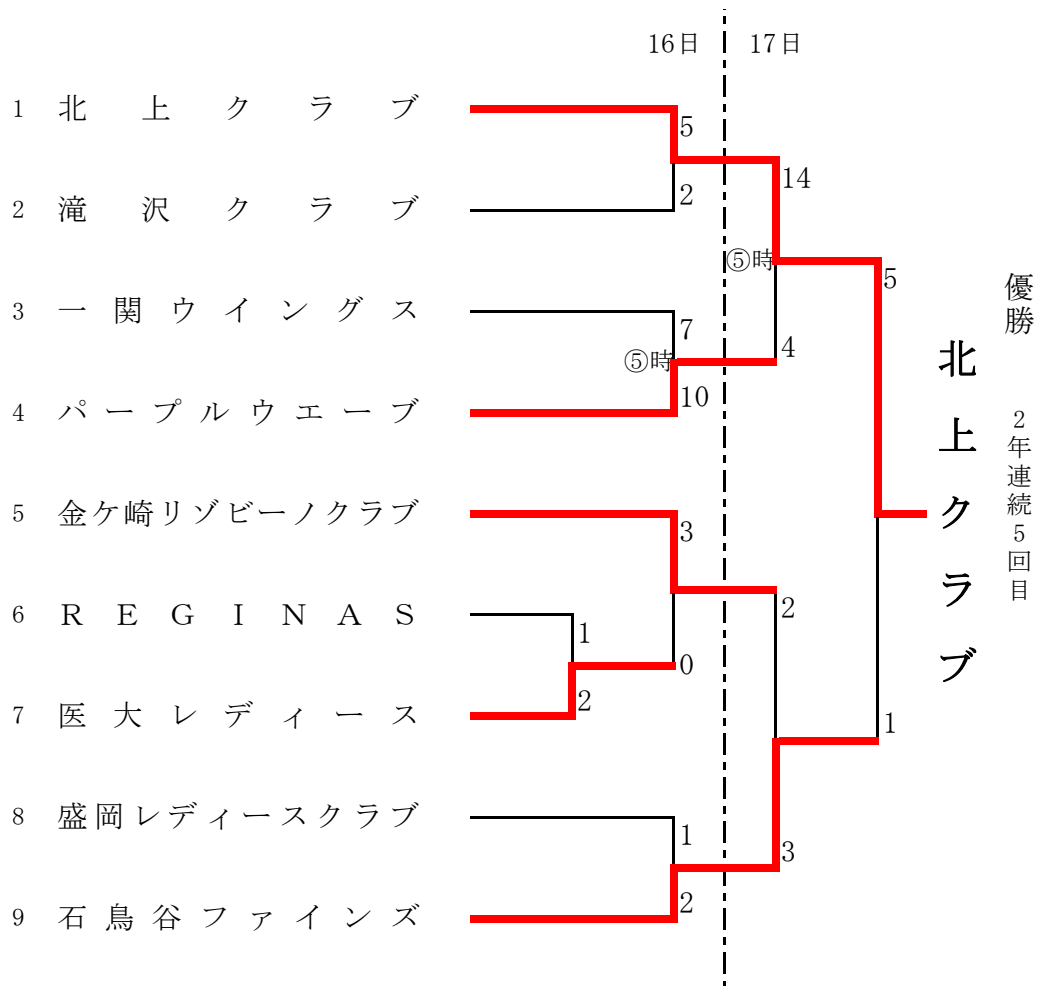 16日 17日
1 北上クラブ
5
14
2 滝沢クラブ
2
⑤時
5
3 一関ウイングス
7
4
⑤時
4 パープルウエーブ
10
5 金ケ崎リゾビーノクラブ
3
2
6 ＲＥＧＩＮＡＳ
1
0
7 医大レディース
2
1
8 盛岡レディースクラブ
1
3
9 石鳥谷ファインズ
2
優勝 2年連続5回目
北上クラブ